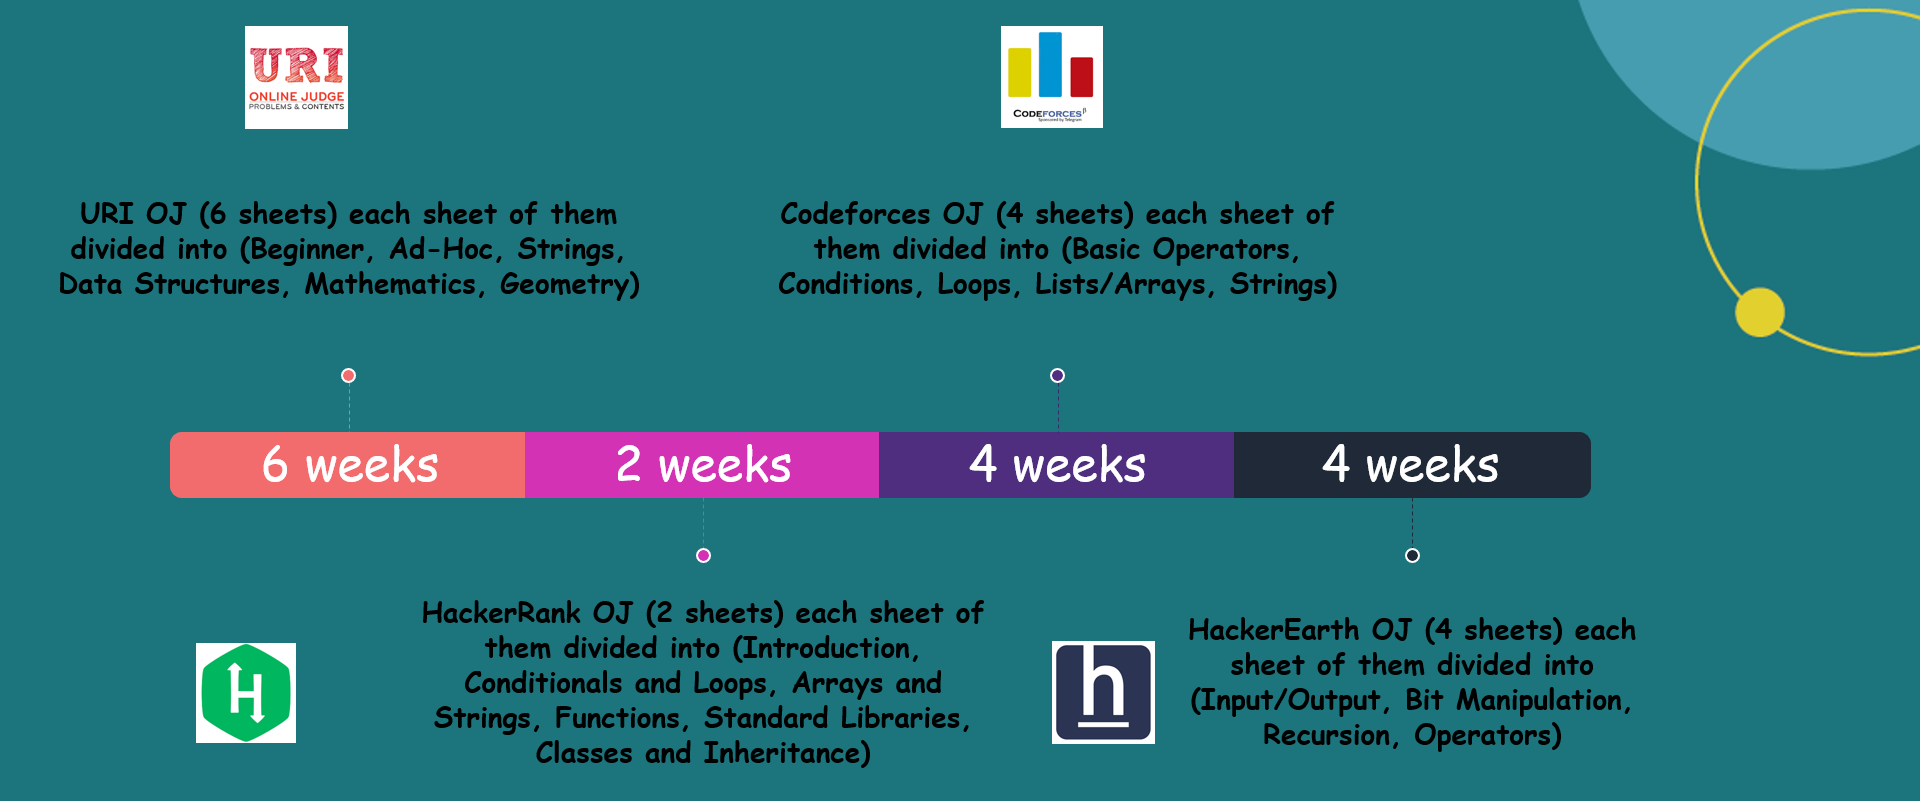 URI
ONLINE JUDGE
PROBLEMS & CONTENTS
CODEFORCES β
Sponsored by Telegram
URI OJ (6 sheets) each sheet of them
divided into (Beginner, Ad-Hoc, Strings,
Data Structures, Mathematics, Geometry)
Codeforces OJ (4 sheets) each sheet of
them divided into (Basic Operators,
Conditions, Loops, Lists/Arrays, Strings)
6 weeks
2 weeks
4 weeks
4 weeks
HackerRank OJ (2 sheets) each sheet of
them divided into (Introduction,
Conditionals and Loops, Arrays and
Strings, Functions, Standard Libraries,
Classes and Inheritance)
H
h
HackerEarth OJ (4 sheets) each
sheet of them divided into
(Input/Output, Bit Manipulation,
Recursion, Operators)